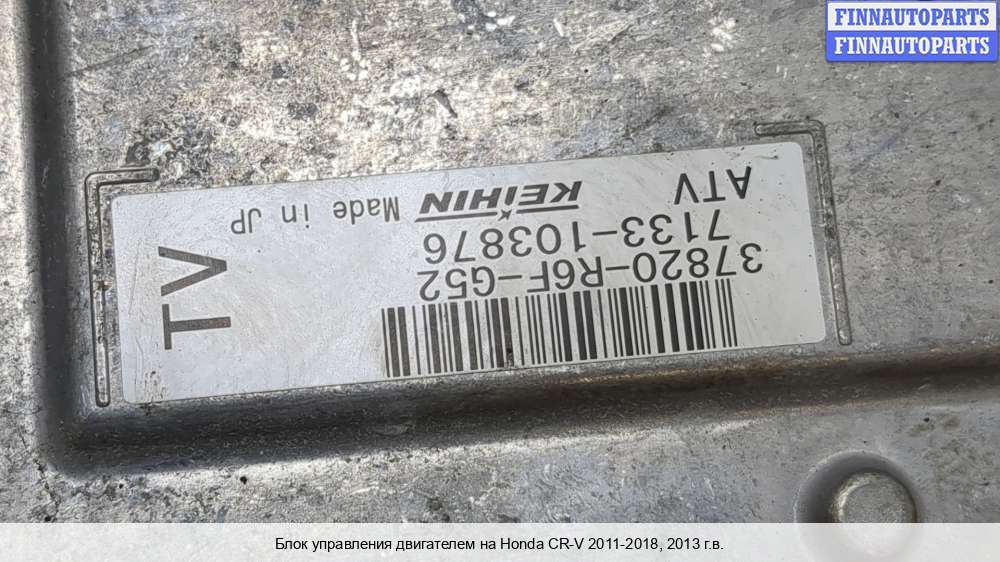 FINNAUTOPARTS
FINNAUTOPARTS
37820-R6F-G52
7133-103876
ATV
KEIHIN Made in JP
TV
Блок управления двигателем на Honda CR-V 2011-2018, 2013 г.в.